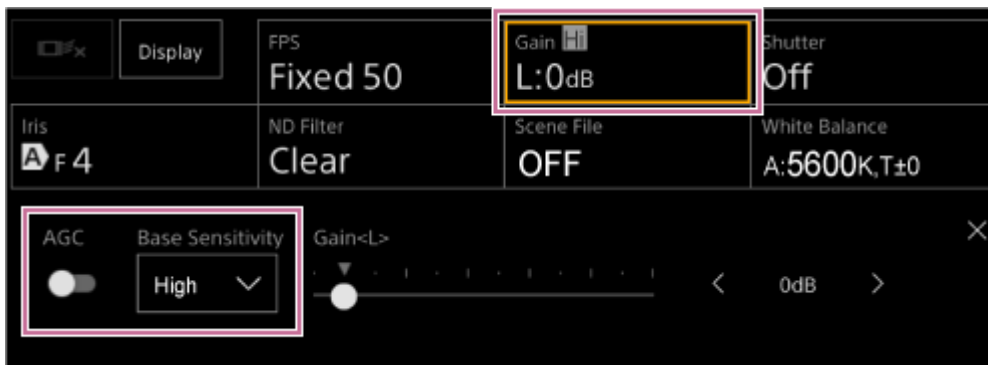 Display
FPS
Fixed 50
Gain Hi
L:0dB
Shutter
Off
Iris
A F 4
ND Filter
Clear
Scene File
OFF
White Balance
A:5600K,T±0
AGC
Base Sensitivity
High
Gain<L>
0dB